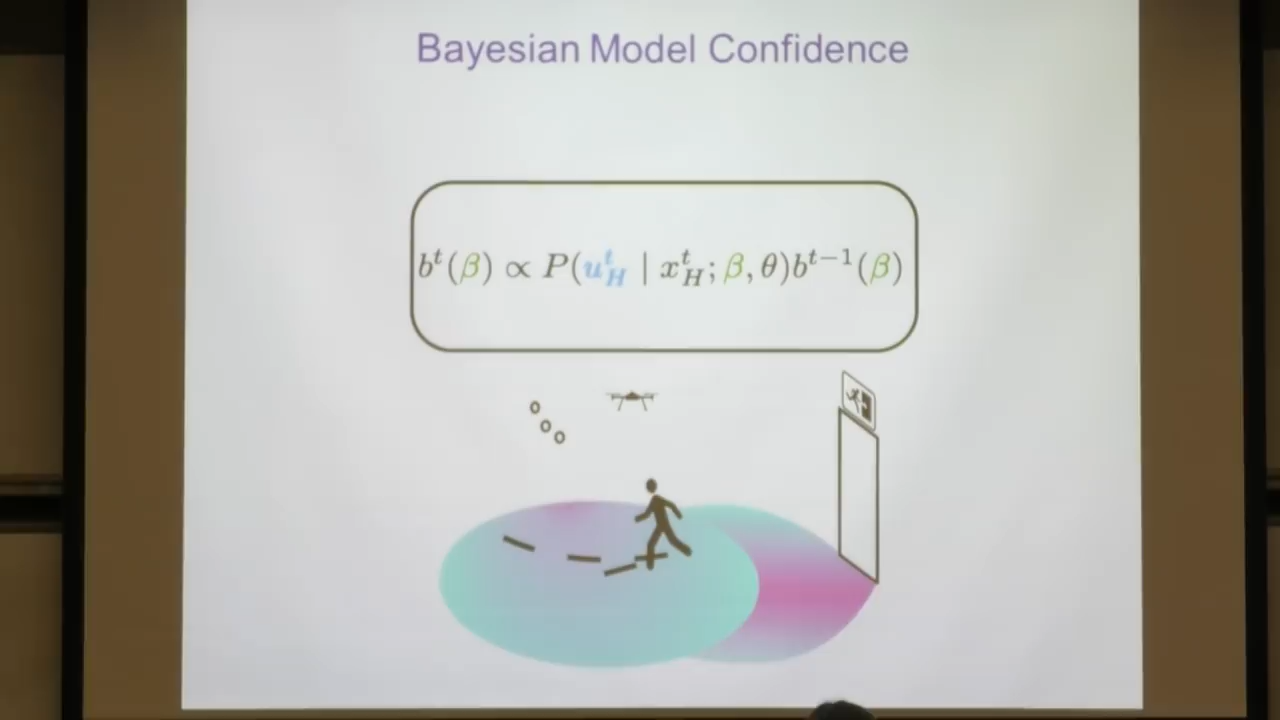 Bayesian Model Confidence
b^t(β) ∝ P(u_H^t | x_H^t; β, θ)b^{t−1}(β)